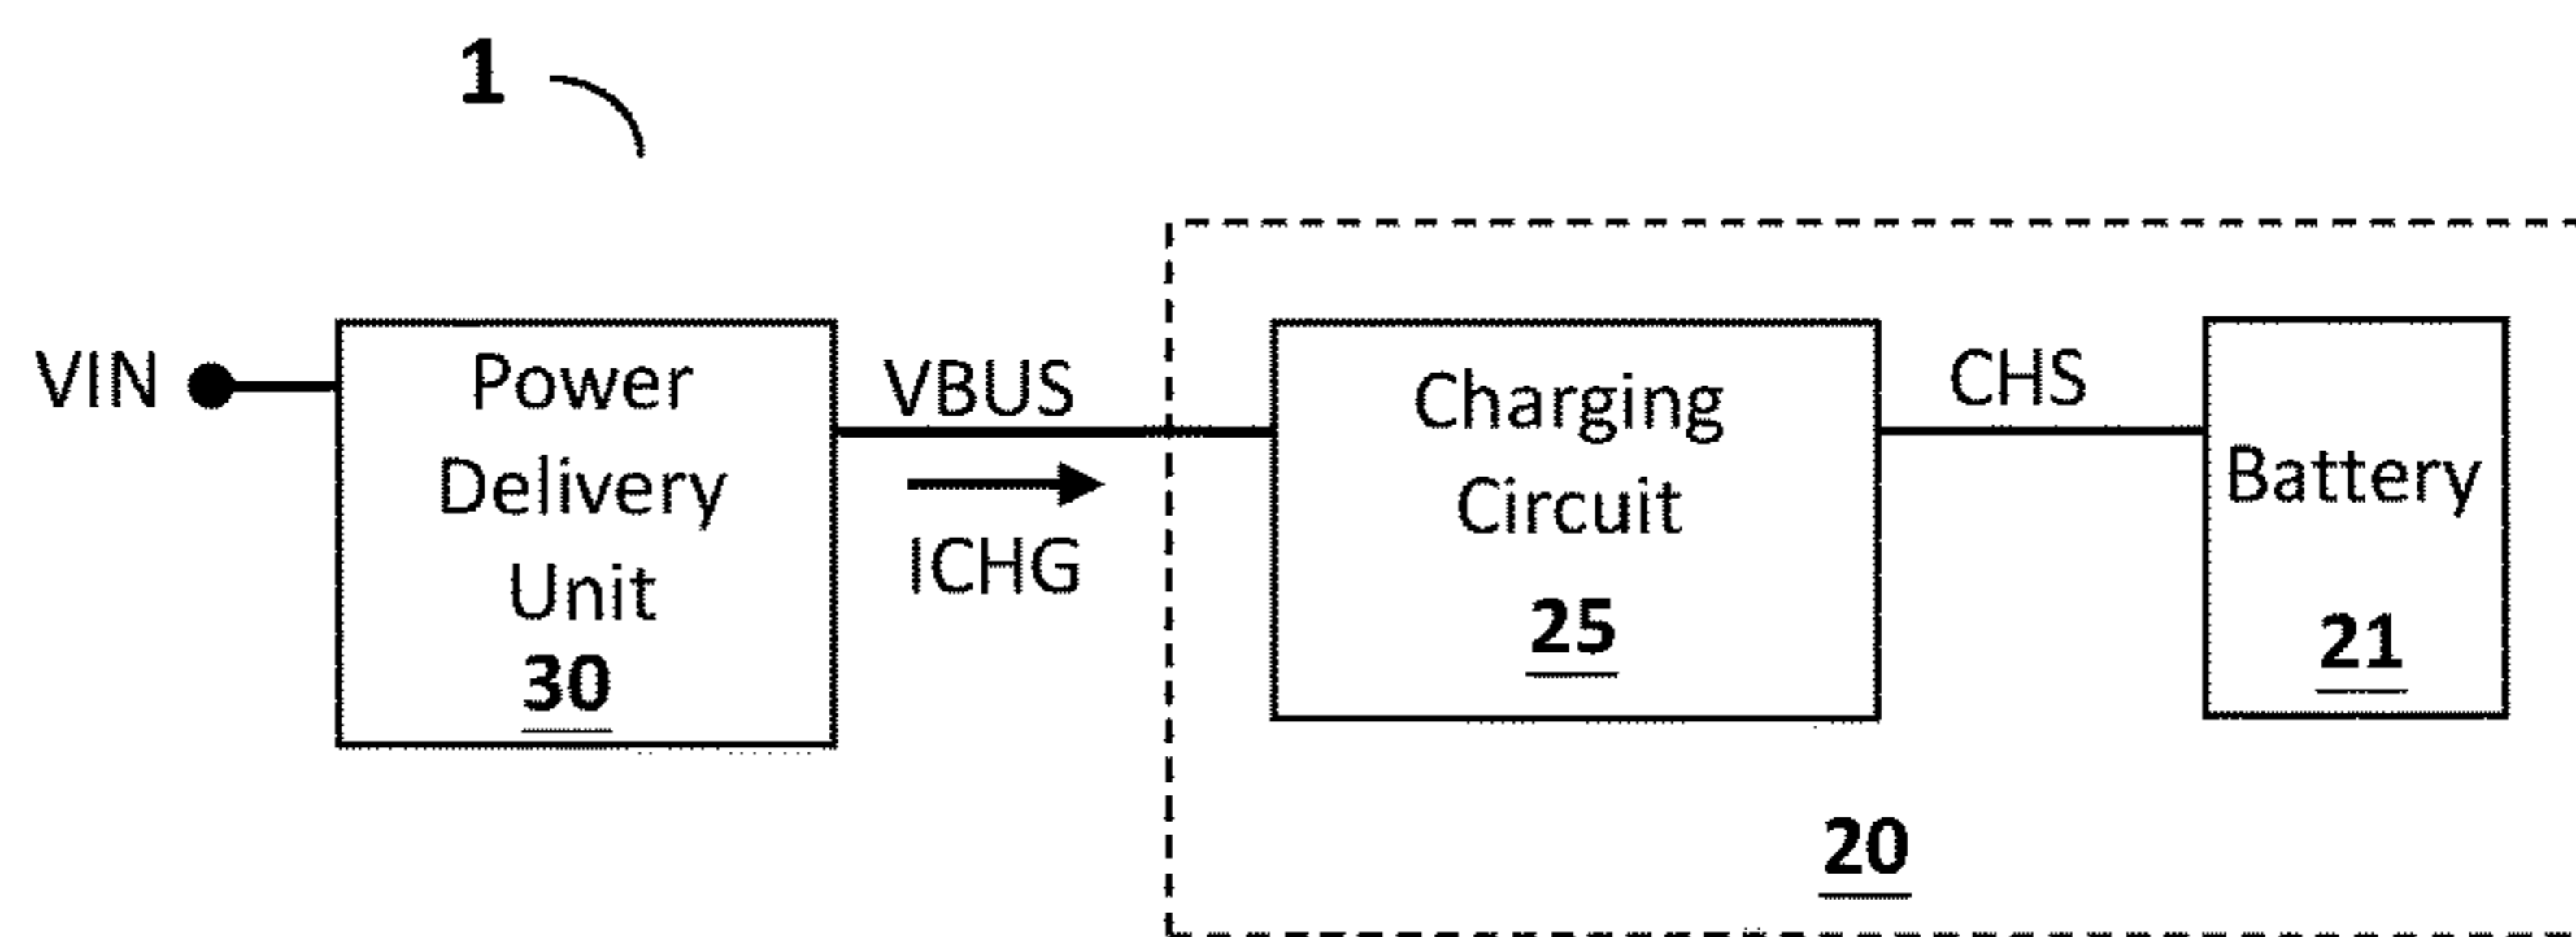 1
VIN
Power
Delivery
Unit
30
VBUS
ICHG
Charging
Circuit
25
CHS
Battery
21
20